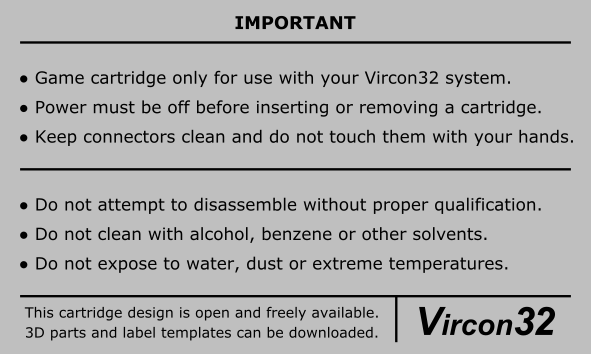 IMPORTANT
• Game cartridge only for use with your Vircon32 system.
• Power must be off before inserting or removing a cartridge.
• Keep connectors clean and do not touch them with your hands.
• Do not attempt to disassemble without proper qualification.
• Do not clean with alcohol, benzene or other solvents.
• Do not expose to water, dust or extreme temperatures.
This cartridge design is open and freely available.
3D parts and label templates can be downloaded.
Vircon32